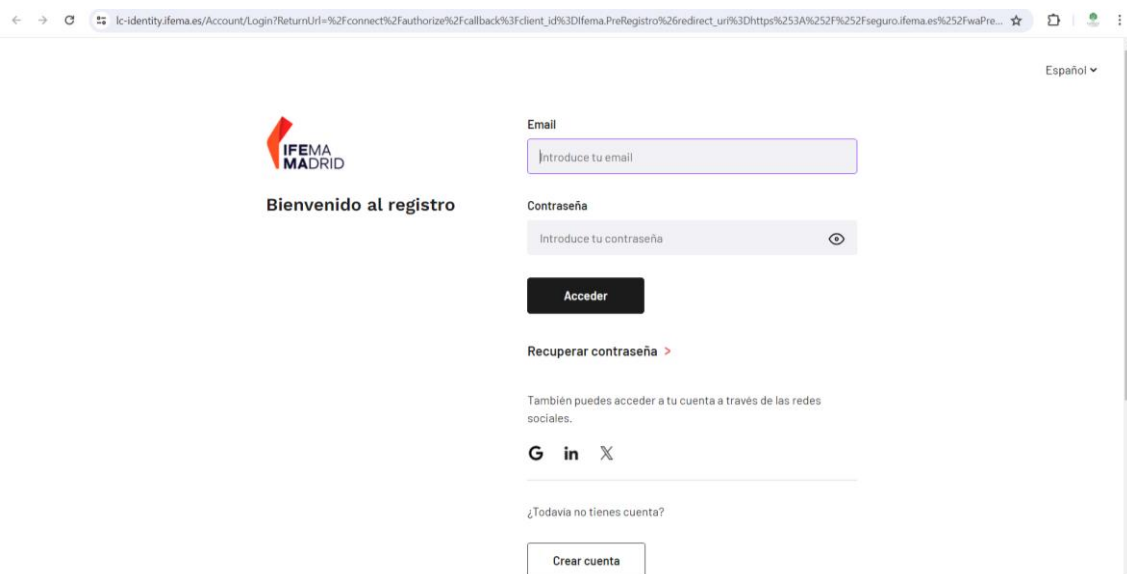 lc-identity.ifema.es/Account/Login?ReturnUrl=%2Fconnect%2Fauthorize%2Fcallback%3Fclient_id%3DIfema.PreRegistro%26redirect_uri%3Dhttps%253A%252F%252Fseguro.ifema.es%252FwaPre...
Español
IFEMA
MADRID
Bienvenido al registro
Email
Introduce tu email
Contraseña
Introduce tu contraseña
Acceder
Recuperar contraseña >
También puedes acceder a tu cuenta a través de las redes
sociales.
G in X
¿Todavía no tienes cuenta?
Crear cuenta